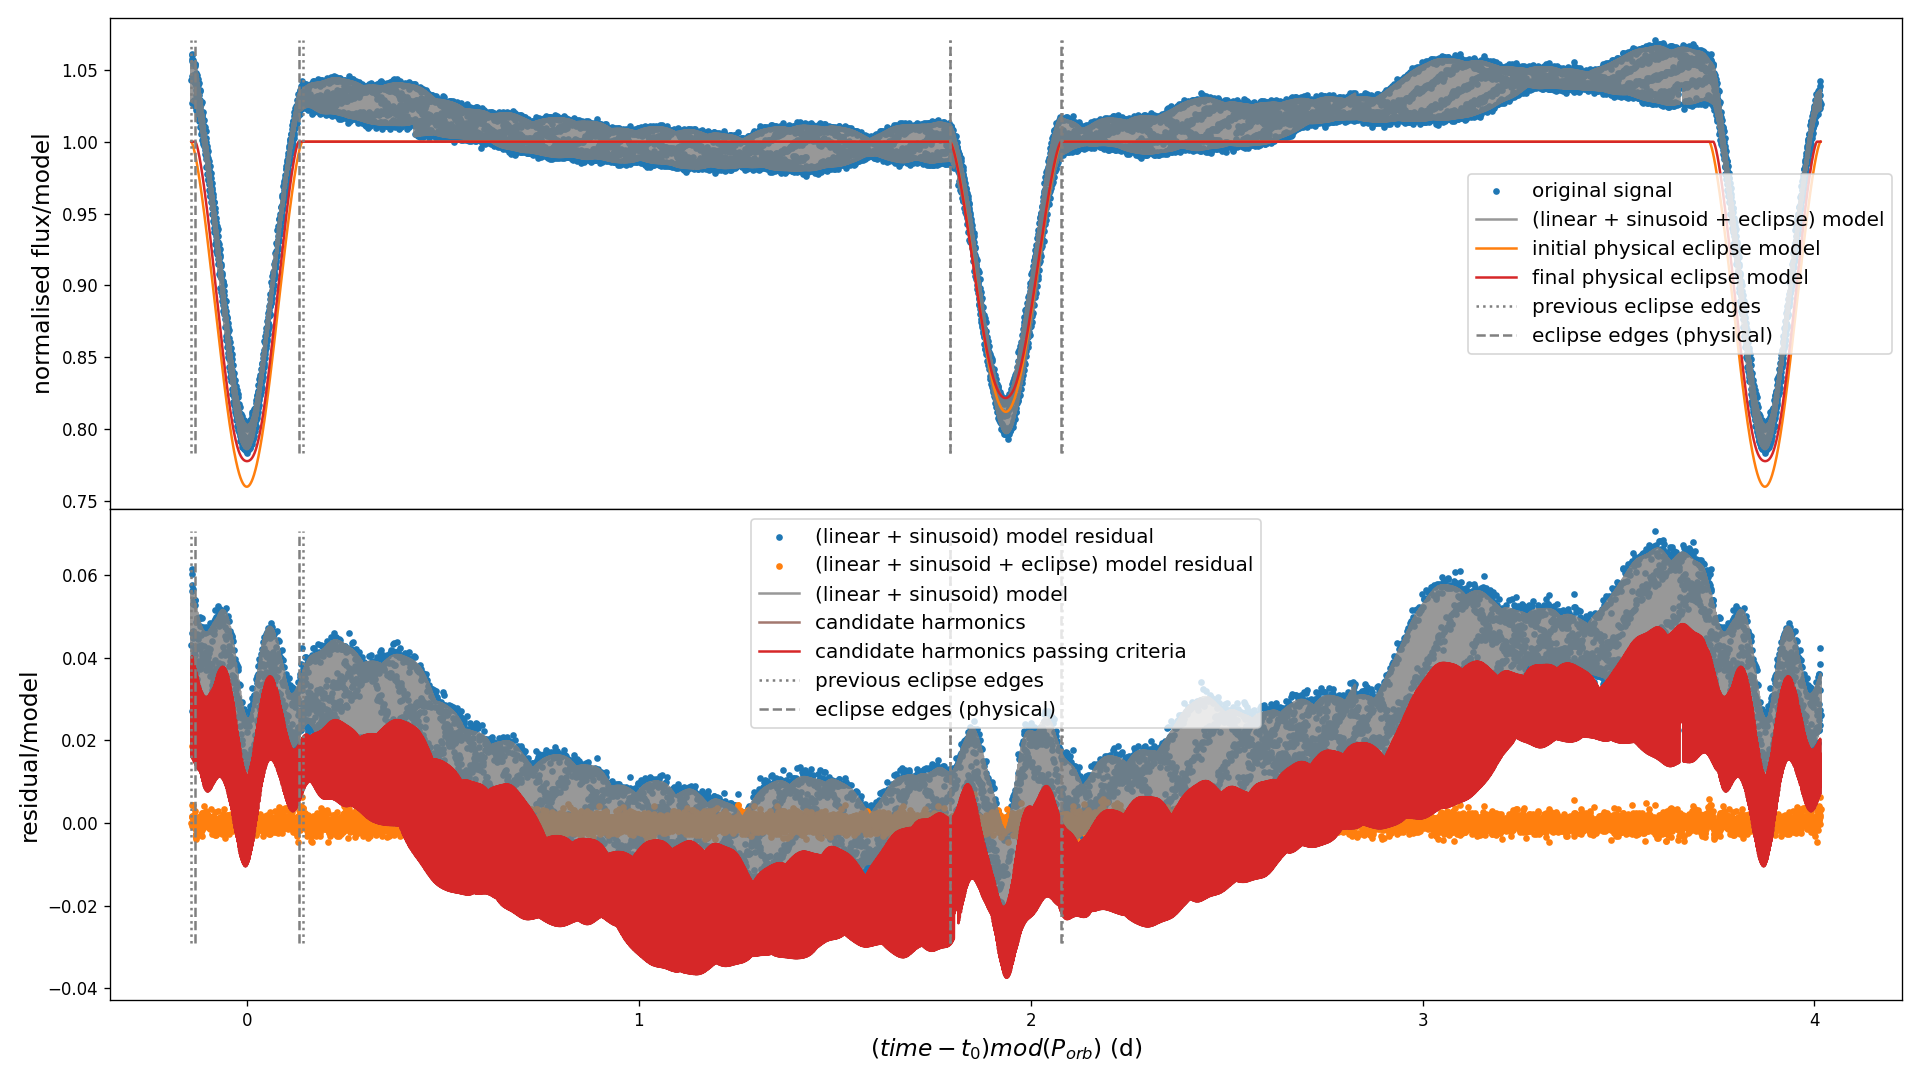 normalised flux/model
1.05
1.00
0.95
0.90
0.85
0.80
0.75
original signal
(linear + sinusoid + eclipse) model
initial physical eclipse model
final physical eclipse model
previous eclipse edges
eclipse edges (physical)
residual/model
0.06
0.04
0.02
0.00
−0.02
−0.04
(linear + sinusoid) model residual
(linear + sinusoid + eclipse) model residual
(linear + sinusoid) model
candidate harmonics
candidate harmonics passing criteria
previous eclipse edges
eclipse edges (physical)
0 1 2 3 4
(time − t₀)mod(P_orb) (d)